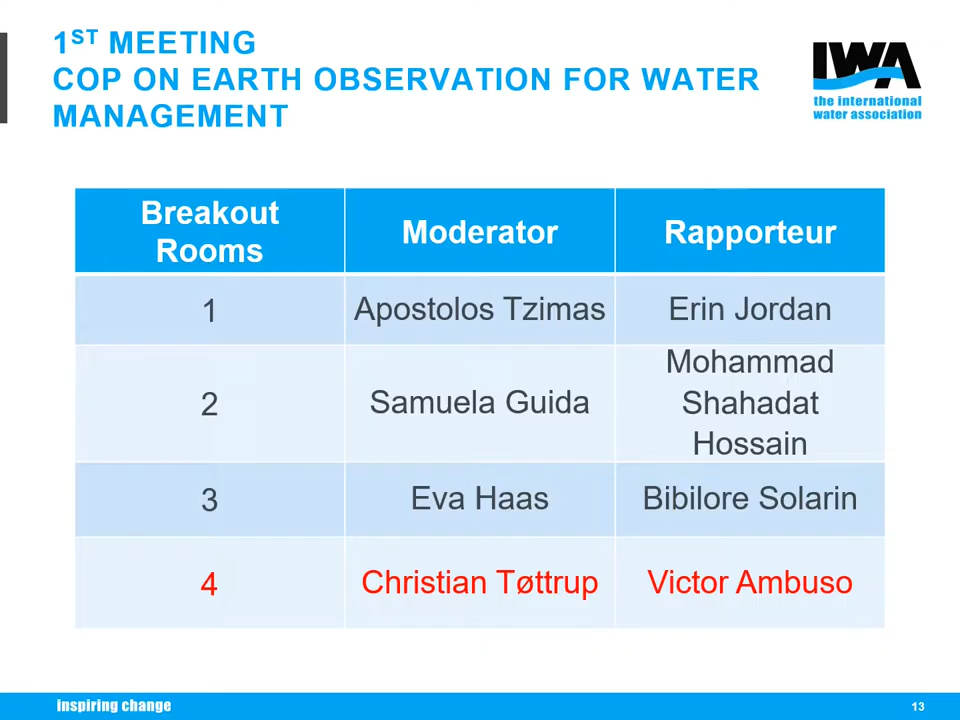 1ST MEETING
COP ON EARTH OBSERVATION FOR WATER
MANAGEMENT
IWA
the international
water association
Breakout
Rooms
Moderator
Rapporteur
1
Apostolos Tzimas
Erin Jordan
2
Samuela Guida
Mohammad
Shahadat
Hossain
3
Eva Haas
Bibilore Solarin
4
Christian Tøttrup
Victor Ambuso
inspiring change
13